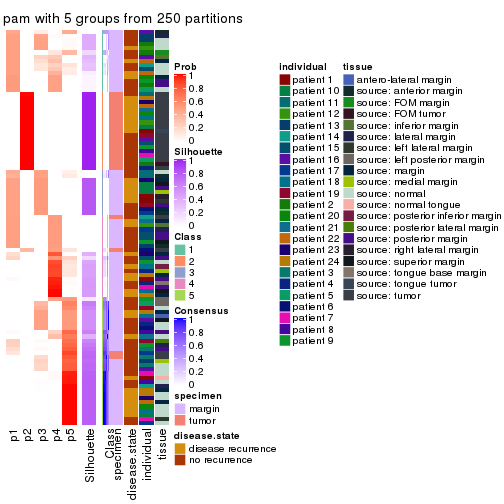 pam with 5 groups from 250 partitions
Prob
1
0.8
0.6
0.4
0.2
0
Silhouette
1
0.8
0.6
0.4
0.2
0
Class
1
2
3
4
5
Consensus
1
0.8
0.6
0.4
0.2
0
specimen
margin
tumor
disease.state
disease recurrence
no recurrence
individual
patient 1
patient 10
patient 11
patient 12
patient 13
patient 14
patient 15
patient 16
patient 17
patient 18
patient 19
patient 2
patient 20
patient 21
patient 22
patient 23
patient 24
patient 3
patient 4
patient 5
patient 6
patient 7
patient 8
patient 9
tissue
antero-lateral margin
source: anterior margin
source: FOM margin
source: FOM tumor
source: inferior margin
source: lateral margin
source: left lateral margin
source: left posterior margin
source: margin
source: medial margin
source: normal
source: normal tongue
source: posterior inferior margin
source: posterior lateral margin
source: posterior margin
source: right lateral margin
source: superior margin
source: tongue base margin
source: tongue tumor
source: tumor
p1
p2
p3
p4
p5
Silhouette
Class
specimen
disease.state
individual
tissue